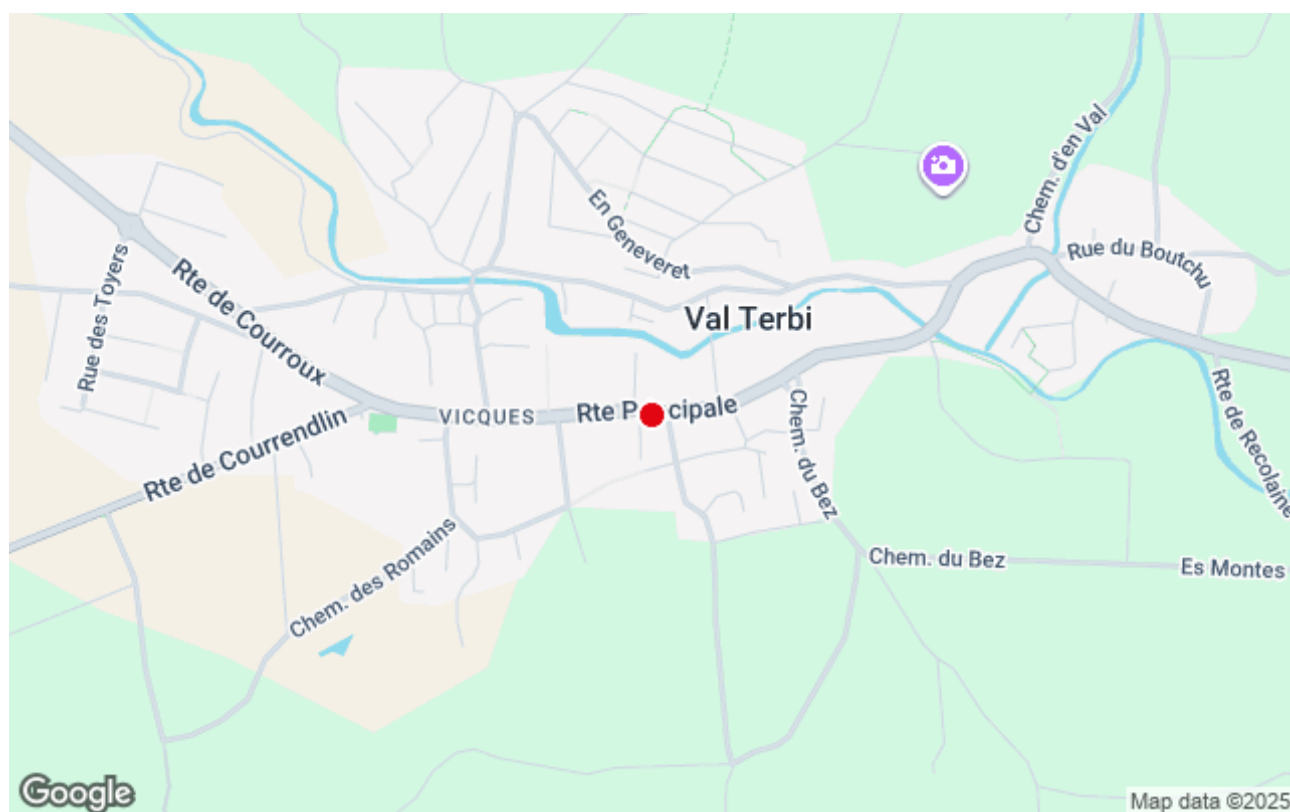 Chem. d'en Val
Rue du Boutchu
En Geneveret
Rue des Toyers
Rte de Courroux
Val Terbi
VICQUES
Rte P
cipale
Rte de Courrendlin
Chem. du Bez
Rte de Recolaine
Chem. des Romains
Chem. du Bez
Es Montes
Google
Map data ©2025